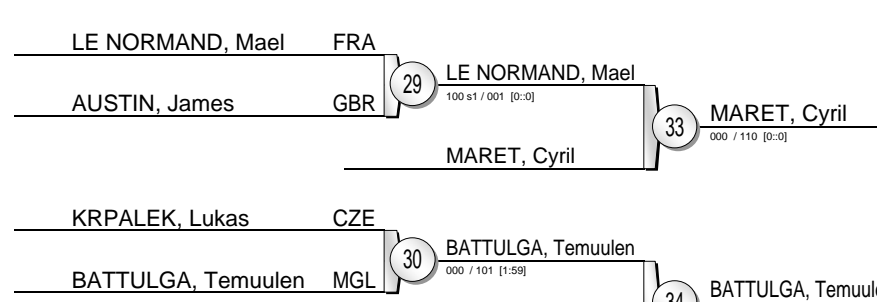 LE NORMAND, Mael FRA
AUSTIN, James GBR
29
LE NORMAND, Mael
100 s1 / 001 [0::0]
MARET, Cyril
33
MARET, Cyril
000 / 110 [0::0]
KRPALEK, Lukas CZE
BATTULGA, Temuulen MGL
30
BATTULGA, Temuulen
000 / 101 [1:59]
34
BATTULGA,